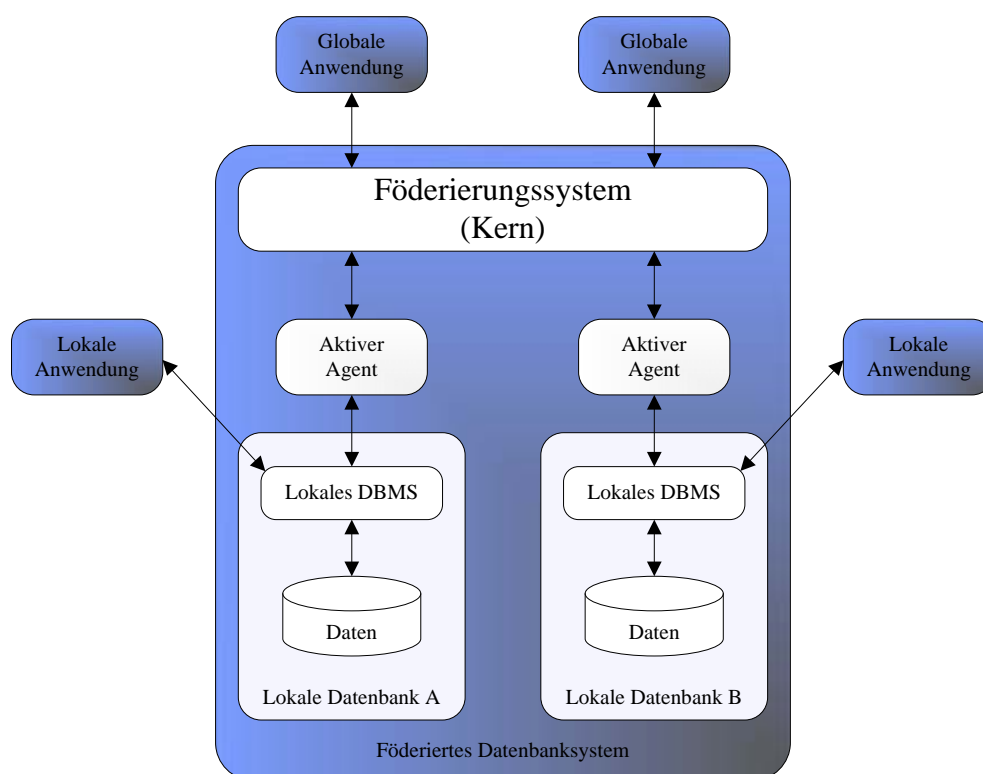 Globale
Anwendung
Globale
Anwendung
Föderierungssystem
(Kern)
Lokale
Anwendung
Aktiver
Agent
Aktiver
Agent
Lokale
Anwendung
Lokales DBMS
Lokales DBMS
Daten
Daten
Lokale Datenbank A
Lokale Datenbank B
Föderiertes Datenbanksystem